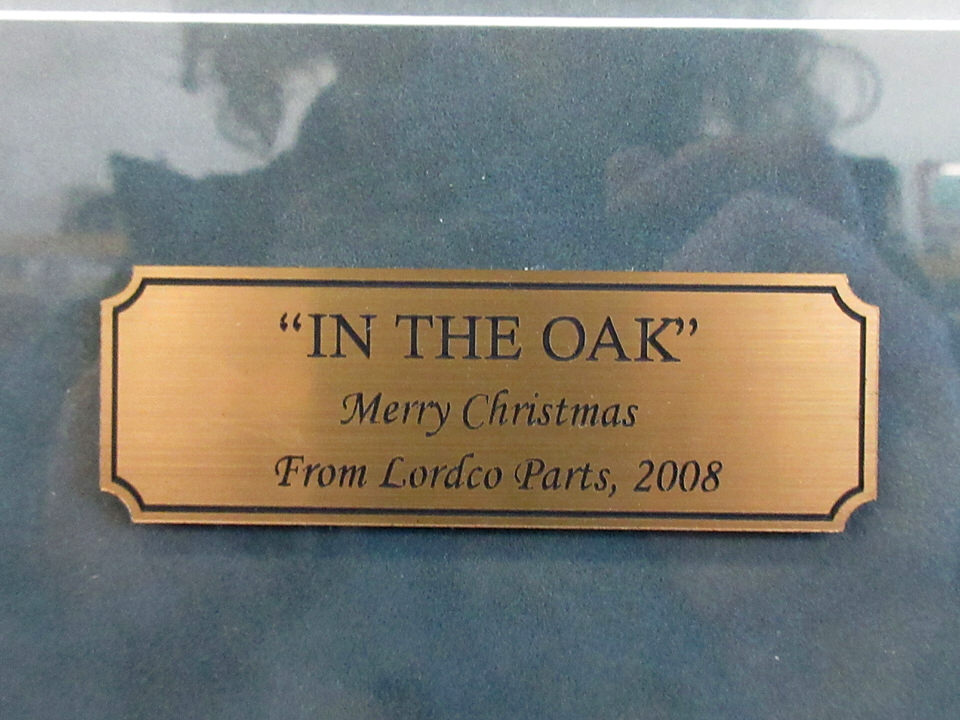 “IN THE OAK”
Merry Christmas
From Lordco Parts, 2008